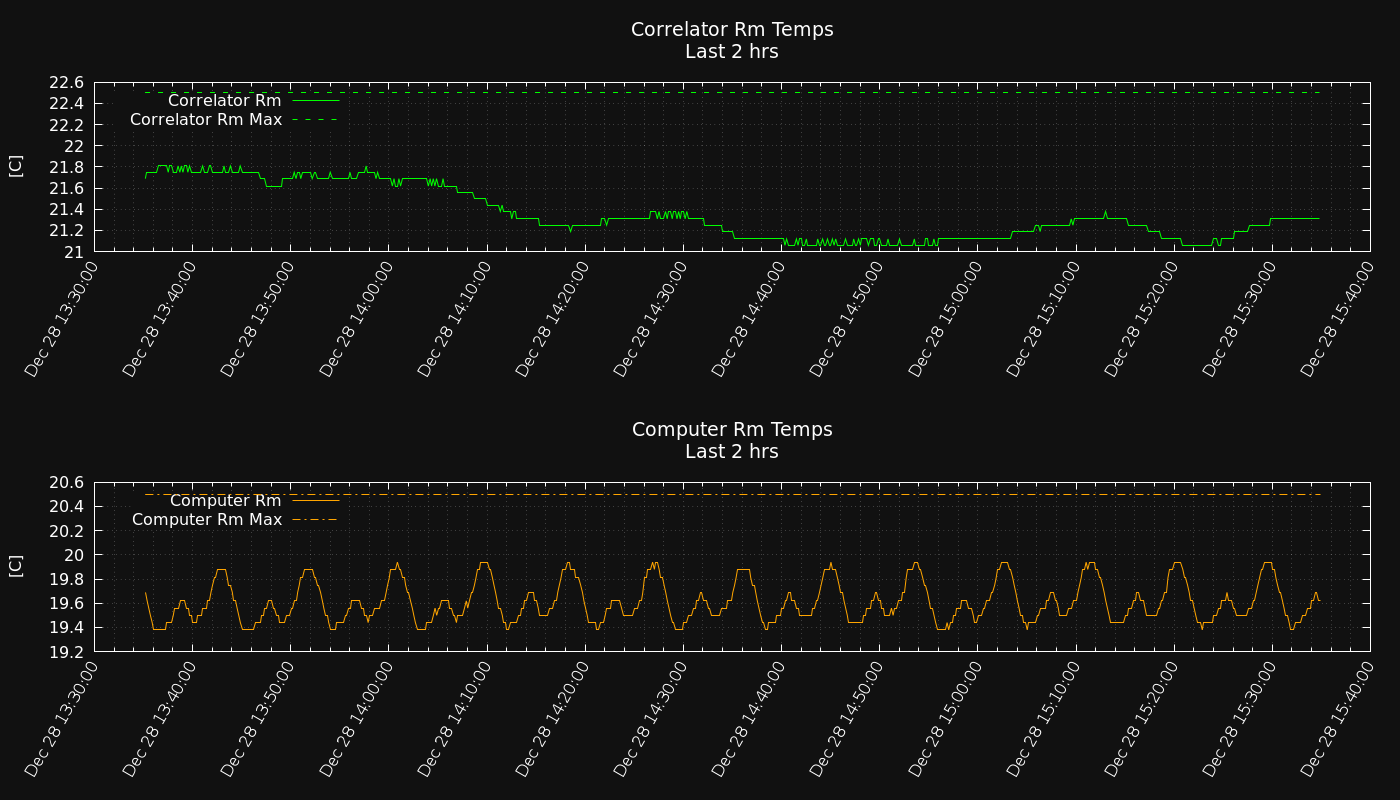 Correlator Rm Temps
Last 2 hrs
[C]
22.6
22.4
22.2
22
21.8
21.6
21.4
21.2
21
Correlator Rm
Correlator Rm Max
Dec 28 13:30:00
Dec 28 13:40:00
Dec 28 13:50:00
Dec 28 14:00:00
Dec 28 14:10:00
Dec 28 14:20:00
Dec 28 14:30:00
Dec 28 14:40:00
Dec 28 14:50:00
Dec 28 15:00:00
Dec 28 15:10:00
Dec 28 15:20:00
Dec 28 15:30:00
Dec 28 15:40:00
Computer Rm Temps
Last 2 hrs
[C]
20.6
20.4
20.2
20
19.8
19.6
19.4
19.2
Computer Rm
Computer Rm Max
Dec 28 13:30:00
Dec 28 13:40:00
Dec 28 13:50:00
Dec 28 14:00:00
Dec 28 14:10:00
Dec 28 14:20:00
Dec 28 14:30:00
Dec 28 14:40:00
Dec 28 14:50:00
Dec 28 15:00:00
Dec 28 15:10:00
Dec 28 15:20:00
Dec 28 15:30:00
Dec 28 15:40:00